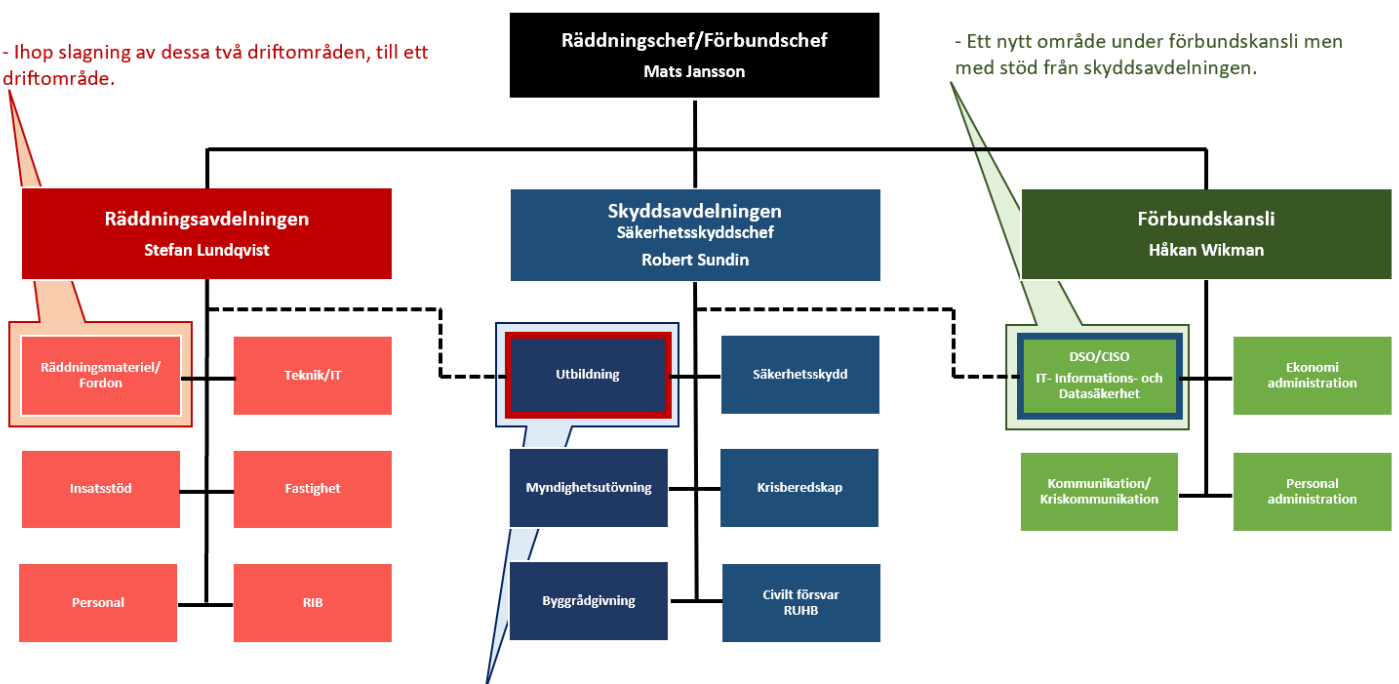 - Ihop slagning av dessa två driftområden, till ett
driftområde.
Räddningschef/Förbundschef
Mats Jansson
- Ett nytt område under förbundskansli men
med stöd från skyddsavdelningen.
Räddningsavdelningen
Stefan Lundqvist
Skyddsavdelningen
Säkerhetsskyddschef
Robert Sundin
Förbundskansli
Håkan Wikman
Räddningsmateriel/
Fordon
Teknik/IT
Insatsstöd
Fastighet
Personal
RIB
Utbildning
Säkerhetsskydd
Myndighetsutövning
Krisberedskap
Byggrådgivning
Civilt försvar
RUHB
DSO/CISO
IT- Informations- och
Datasäkerhet
Ekonomi
administration
Kommunikation/
Kriskommunikation
Personal
administration